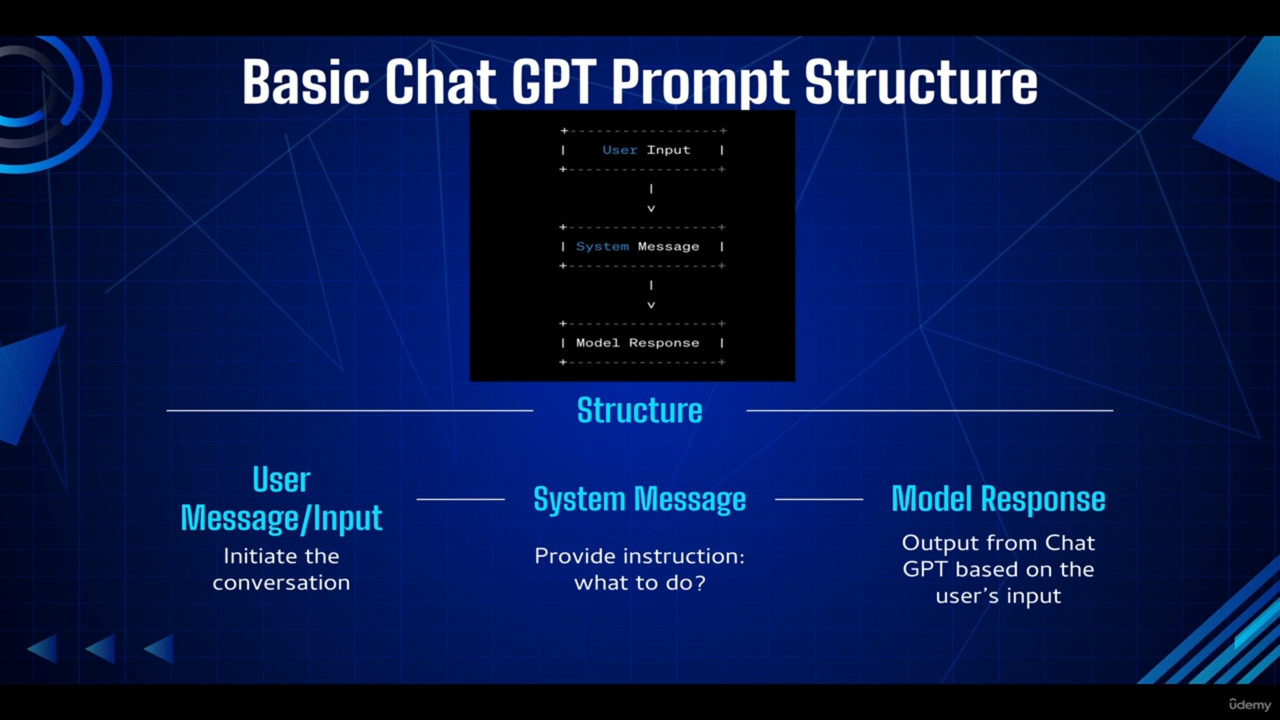 Basic Chat GPT Prompt Structure
+------------------+
|    User Input    |
+------------------+
|
v
+------------------+
| System Message   |
+------------------+
|
v
+------------------+
| Model Response   |
+------------------+
Structure
User
Message/Input
Initiate the
conversation
System Message
Provide instruction:
what to do?
Model Response
Output from Chat
GPT based on the
user's input
ûdemy